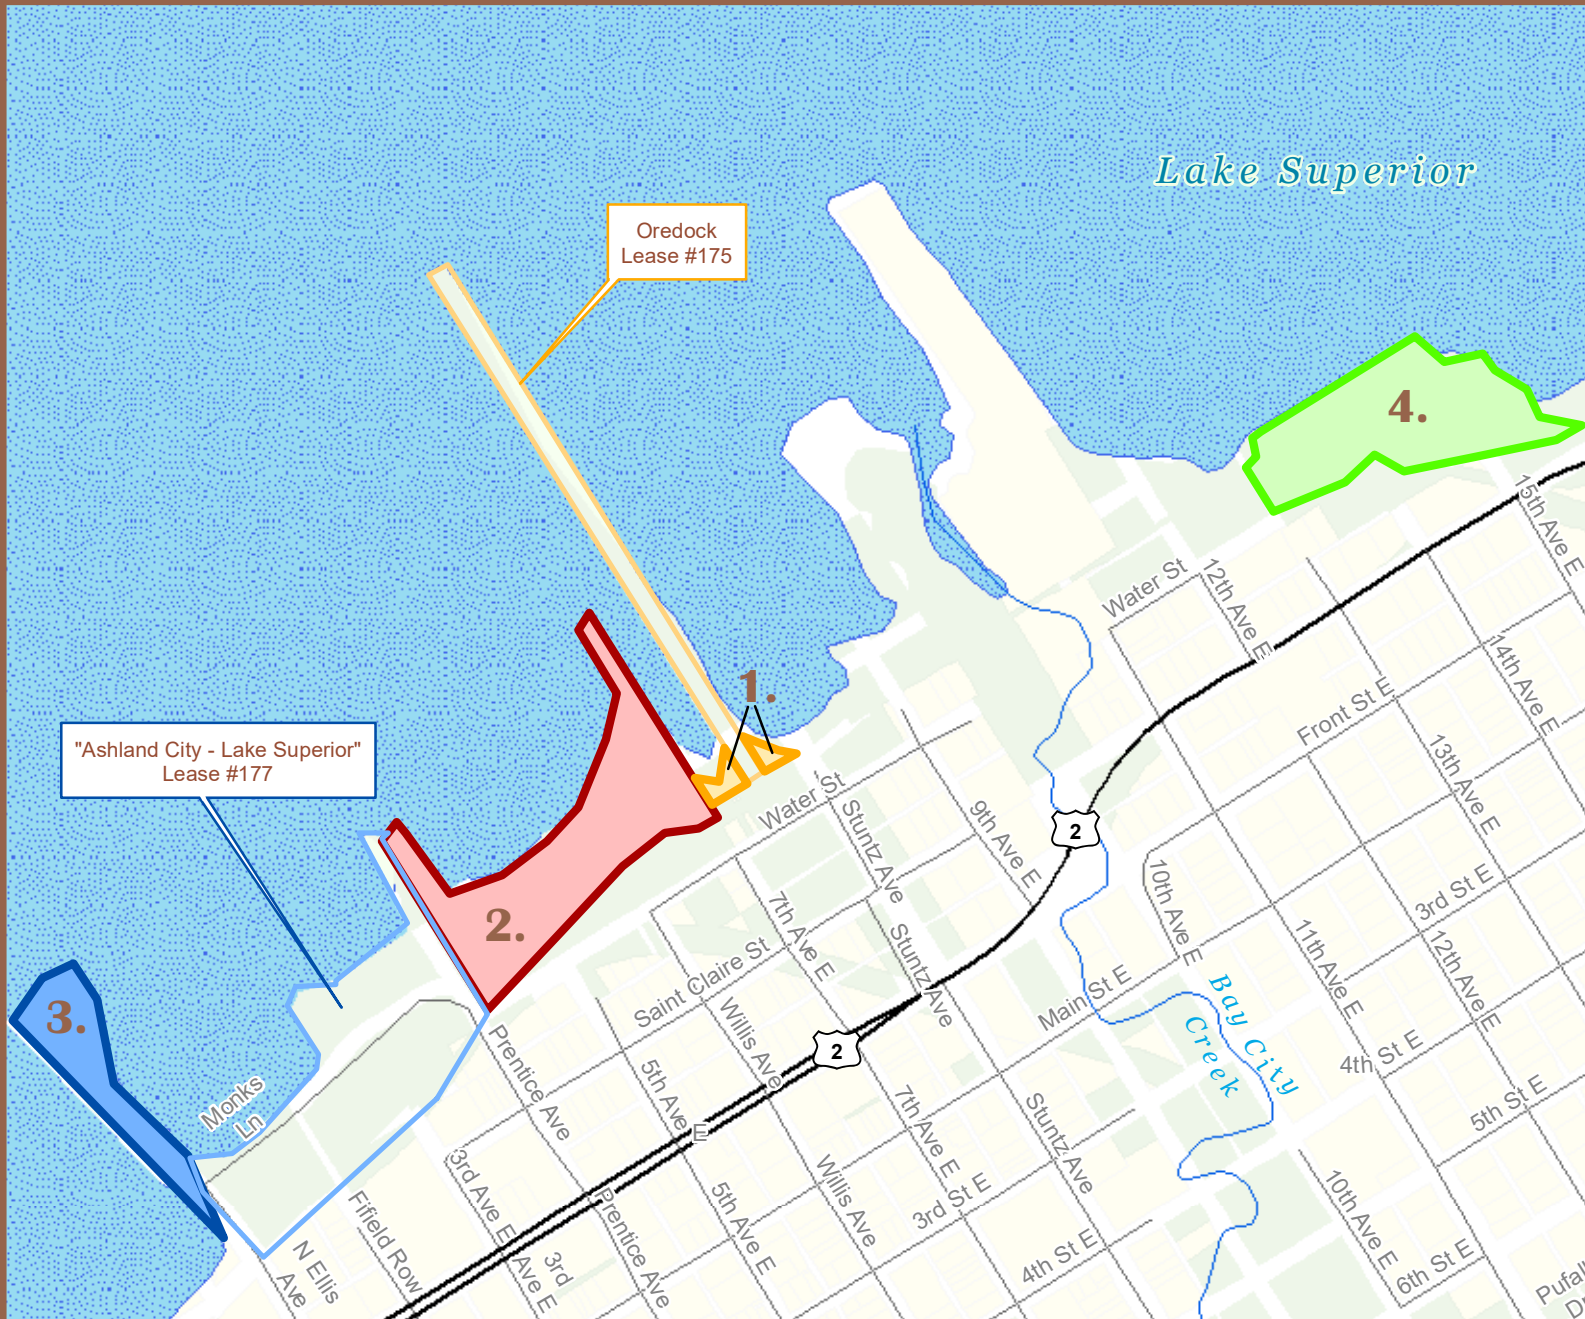 Lake Superior
Oredock
Lease #175
4.
15th Ave E
Water St
12th Ave E
14th Ave E
1.
Front St E
"Ashland City - Lake Superior"
Lease #177
13th Ave E
Water St
Stuntz Ave
9th Ave E
2
10th Ave E
3rd St E
2.
7th Ave E
Stuntz Ave
11th Ave E
12th Ave E
Saint Claire St
Main St E
Bay City
Creek
3.
Willis Ave
2
4th St E
Prentice Ave
5th Ave
E
7th Ave E
Stuntz Ave
5th St E
Monks
Ln
3rd Ave E
Willis Ave
3rd St E
10th Ave E
Fifield Row
Prentice Ave
5th Ave E
N Ellis
Ave
3rd
Ave E
4th St E
6th St E
Pufal
Dr